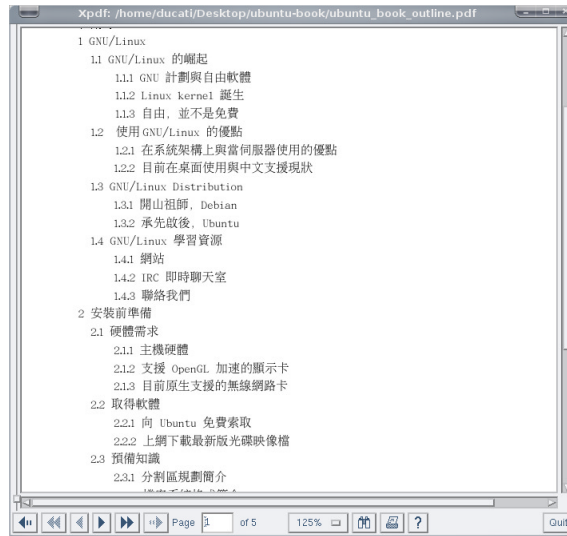 Xpdf: /home/ducati/Desktop/ubuntu-book/ubuntu_book_outline.pdf
1 GNU/Linux
1.1 GNU/Linux 的崛起
1.1.1 GNU 計劃與自由軟體
1.1.2 Linux kernel 誕生
1.1.3 自由, 並不是免費
1.2 使用 GNU/Linux 的優點
1.2.1 在系統架構上與當伺服器使用的優點
1.2.2 目前在桌面使用與中文支援現狀
1.3 GNU/Linux Distribution
1.3.1 開山祖師, Debian
1.3.2 承先啟後, Ubuntu
1.4 GNU/Linux 學習資源
1.4.1 網站
1.4.2 IRC 即時聊天室
1.4.3 聯絡我們
2 安裝前準備
2.1 硬體需求
2.1.1 主機硬體
2.1.2 支援 OpenGL 加速的顯示卡
2.1.3 目前原生支援的無線網路卡
2.2 取得軟體
2.2.1 向 Ubuntu 免費索取
2.2.2 上網下載最新版光碟映像檔
2.3 預備知識
2.3.1 分割區規劃簡介
Page 1 of 5 125% ? Quit